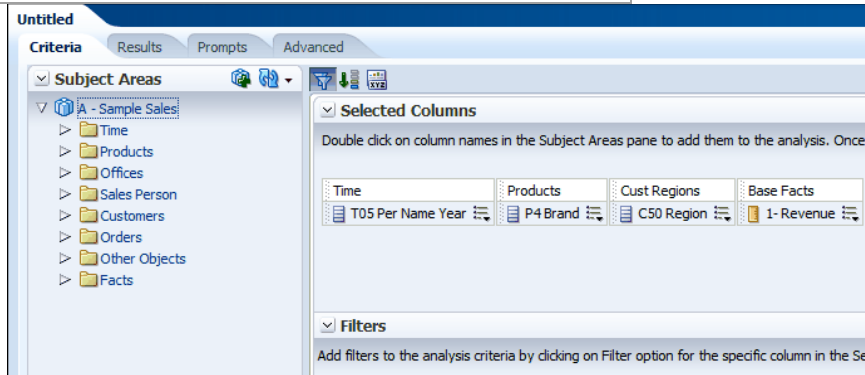 Untitled
Criteria Results Prompts Advanced
Subject Areas
A - Sample Sales
Time
Products
Offices
Sales Person
Customers
Orders
Other Objects
Facts
XYZ
Selected Columns
Double click on column names in the Subject Areas pane to add them to the analysis. Once
Time Products Cust Regions Base Facts
T05 Per Name Year P4 Brand C50 Region 1- Revenue
Filters
Add filters to the analysis criteria by clicking on Filter option for the specific column in the Se